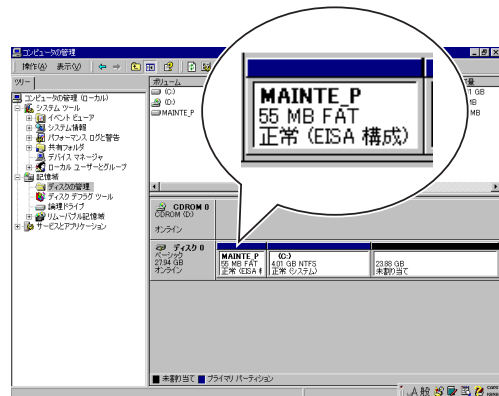 コンピュータの管理
操作(A) 表示(V)
ツリー
コンピュータの管理 (ローカル)
システム ツール
イベント ビューア
システム情報
パフォーマンス ログと警告
共有フォルダ
デバイス マネージャ
ローカル ユーザーとグループ
記憶域
ディスクの管理
ディスク デフラグ ツール
論理ドライブ
リムーバブル記憶域
サービスとアプリケーション
ボリューム
(C:)
(D:)
MAINTE_P
GB
MB
MB
MAINTE_P
55 MB FAT
正常 (EISA 構成)
CDROM 0
CDROM (D:)
オンライン
ディスク 0
ベーシック
27.94 GB
オンライン
MAINTE_P
55 MB FAT
正常 (EISA
(C:)
4.01 GB NTFS
正常 (システム)
23.88 GB
未割り当て
未割り当て プライマリ パーティション
A 般
CAPS
KANA